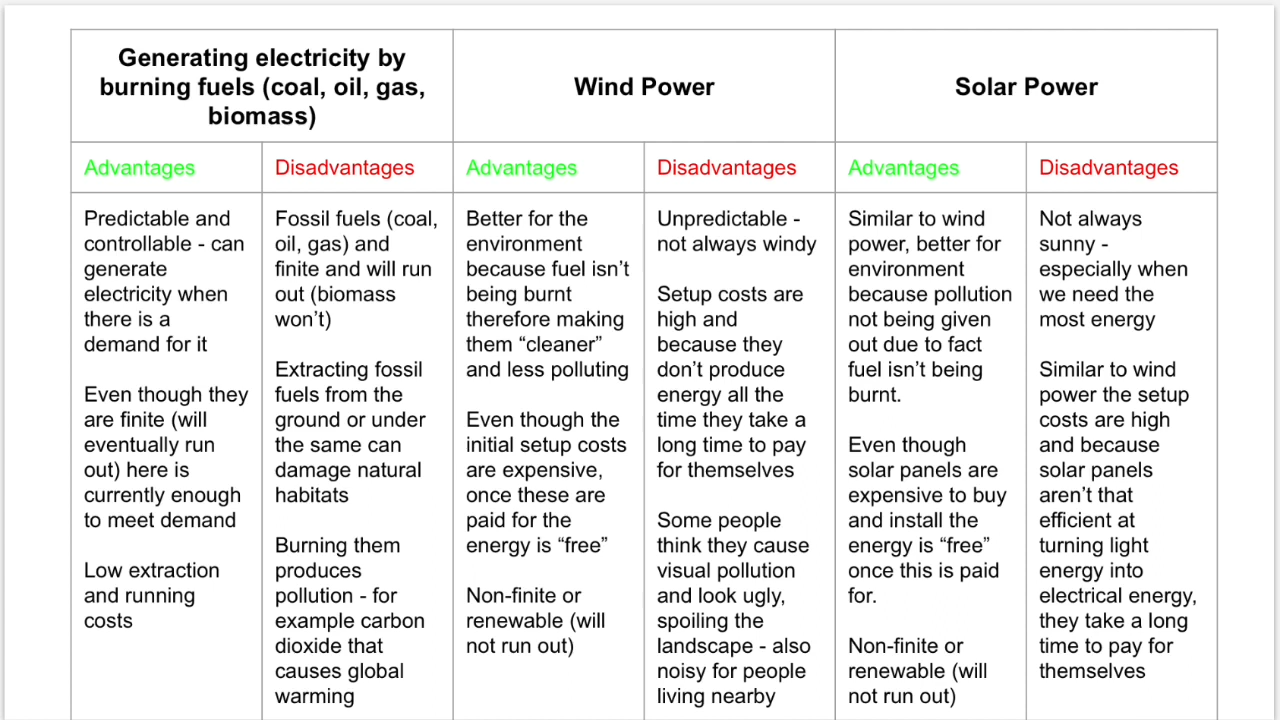 Generating electricity by
burning fuels (coal, oil, gas,
biomass)
Wind Power
Solar Power
Advantages
Disadvantages
Advantages
Disadvantages
Advantages
Disadvantages
Predictable and
controllable - can
generate
electricity when
there is a
demand for it
Even though they
are finite (will
eventually run
out) here is
currently enough
to meet demand
Low extraction
and running
costs
Fossil fuels (coal,
oil, gas) and
finite and will run
out (biomass
won’t)
Extracting fossil
fuels from the
ground or under
the same can
damage natural
habitats
Burning them
produces
pollution - for
example carbon
dioxide that
causes global
warming
Better for the
environment
because fuel isn’t
being burnt
therefore making
them “cleaner”
and less polluting
Even though the
initial setup costs
are expensive,
once these are
paid for the
energy is “free”
Non-finite or
renewable (will
not run out)
Unpredictable -
not always windy
Setup costs are
high and
because they
don’t produce
energy all the
time they take a
long time to pay
for themselves
Some people
think they cause
visual pollution
and look ugly,
spoiling the
landscape - also
noisy for people
living nearby
Similar to wind
power, better for
environment
because pollution
not being given
out due to fact
fuel isn’t being
burnt.
Even though
solar panels are
expensive to buy
and install the
energy is “free”
once this is paid
for.
Non-finite or
renewable (will
not run out)
Not always
sunny -
especially when
we need the
most energy
Similar to wind
power the setup
costs are high
and because
solar panels
aren’t that
efficient at
turning light
energy into
electrical energy,
they take a long
time to pay for
themselves